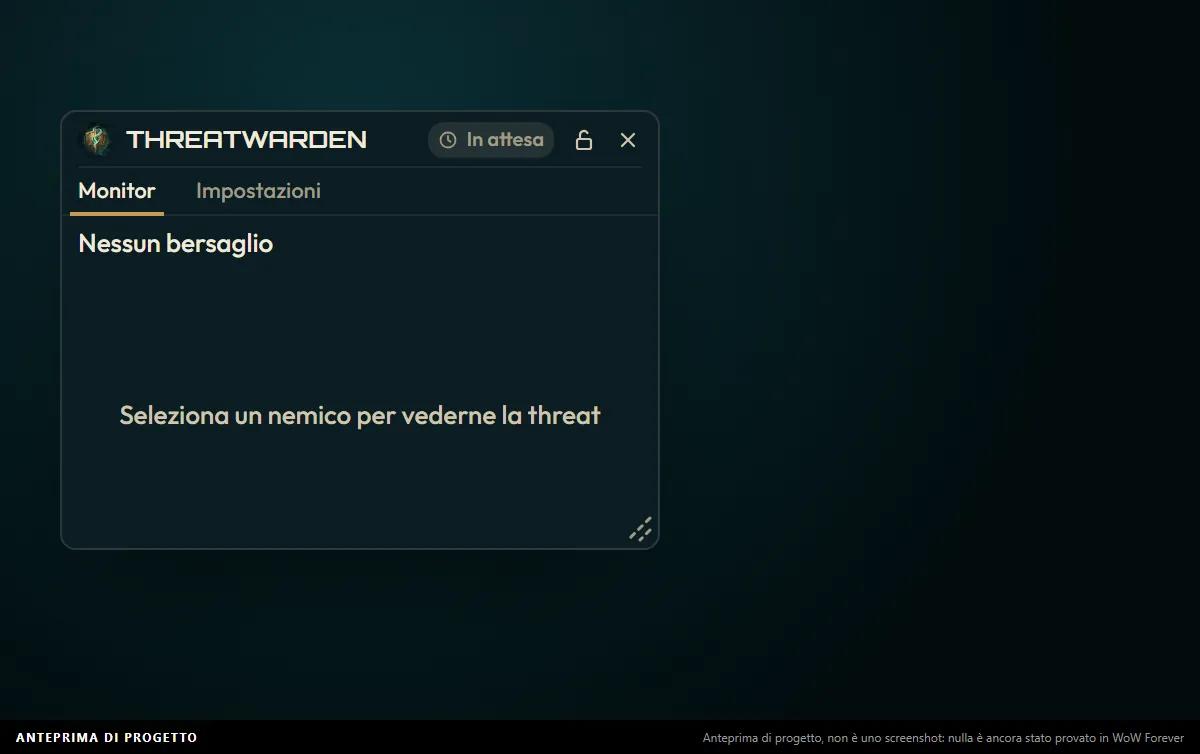 THREATWARDEN
In attesa
Monitor
Impostazioni
Nessun bersaglio
Seleziona un nemico per vederne la threat
ANTEPRIMA DI PROGETTO
Anteprima di progetto, non è uno screenshot: nulla è ancora stato provato in WoW Forever